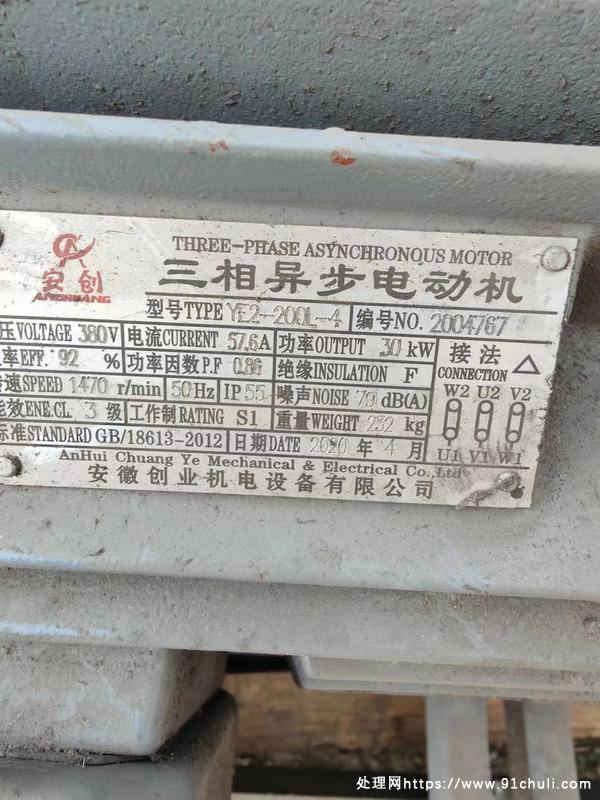 THREE-PHASE ASYNCHRONOUS MOTOR
安创
ANCHUANG
三相异步电动机
型号TYPE YE2-200L-4 编号NO. 2004767
压VOLTAGE 380V 电流CURRENT 57.6A 功率OUTPUT 30 kW 接法 △
率EFF. 92 % 功率因数P.F 0.86 绝缘INSULATION F CONNECTION
速SPEED 1470 r/min 50Hz IP 55 噪声NOISE 79 dB(A) W2 U2 V2
效ENE.CL. 3 级 工作制RATING S1 重量WEIGHT 232 kg
标准STANDARD GB/18613-2012 日期DATE 2020 年 4 月 U1 V1 W1
AnHui Chuang Ye Mechanical & Electrical Co.,Ltd
安徽创业机电设备有限公司
处理网https://www.91chuli.com